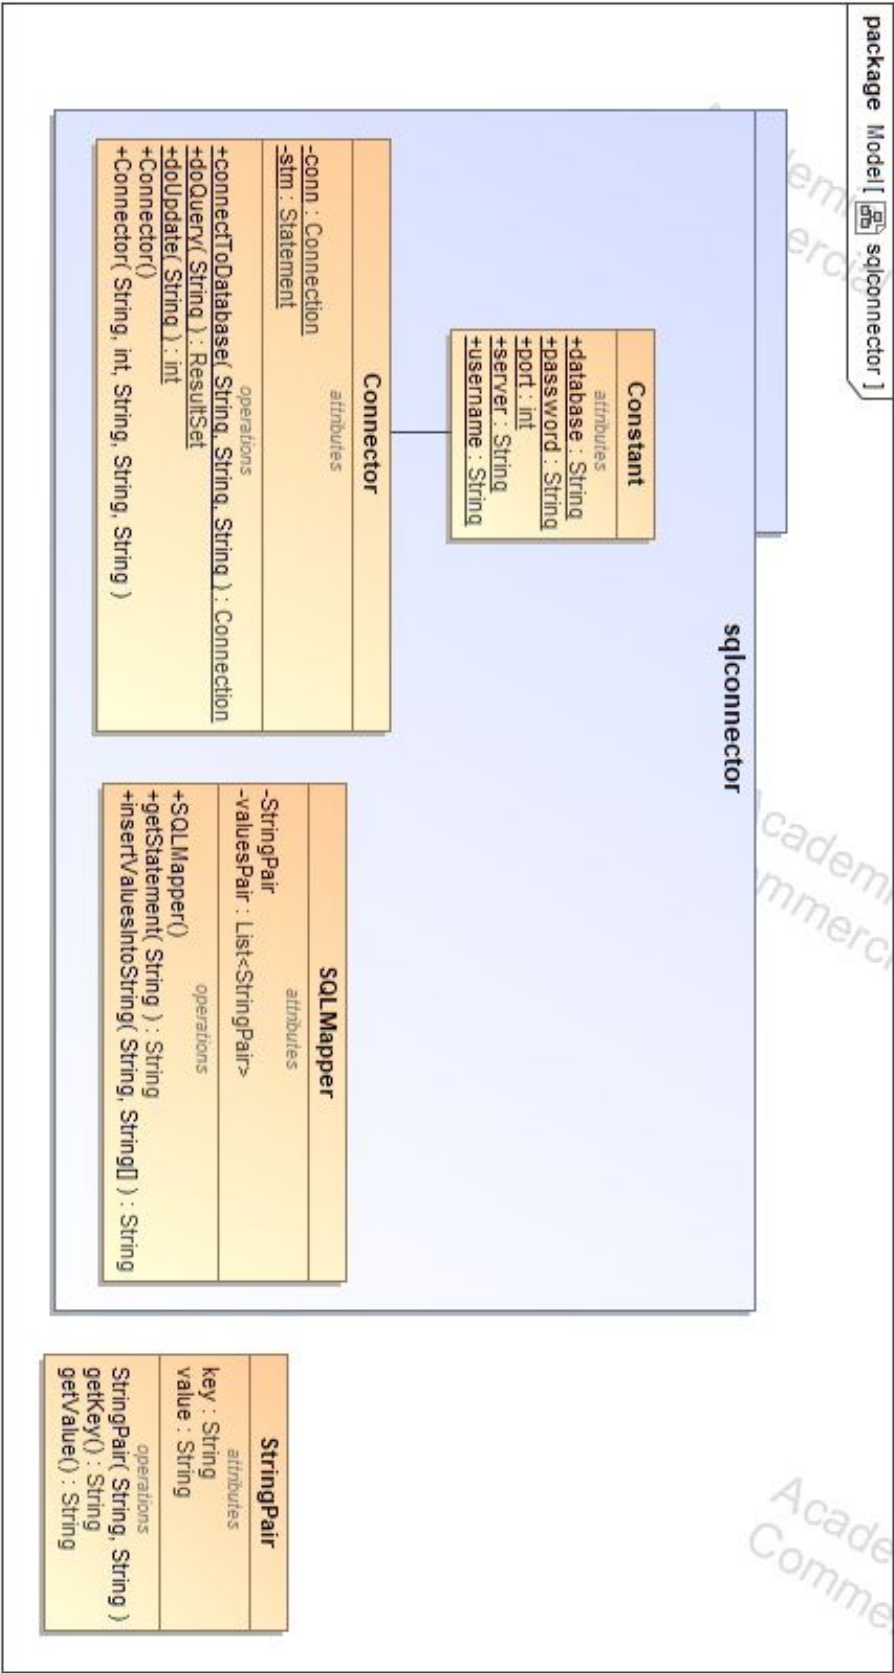 package Model [ sqlconnector ]
sqlconnector
Constant
attributes
+database : String
+password : String
+port : int
+server : String
+username : String
Connector
attributes
-conn : Connection
-stm : Statement
operations
+connectToDatabase( String, String, String ) : Connection
+doQuery( String ) : ResultSet
+doUpdate( String ) : int
+Connector()
+Connector( String, int, String, String, String )
SQLMapper
attributes
-StringPair
-valuesPair : List<StringPair>
operations
+SQLMapper()
+getStatement( String ) : String
+insertValuesIntoString( String, String[] ) : String
StringPair
attributes
key : String
value : String
operations
StringPair( String, String )
getKey() : String
getValue() : String